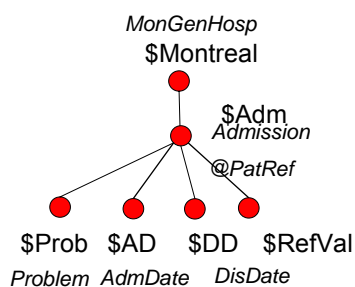 MonGenHosp
$Montreal
$Adm
Admission
@PatRef
$Prob $AD $DD $RefVal
Problem AdmDate DisDate